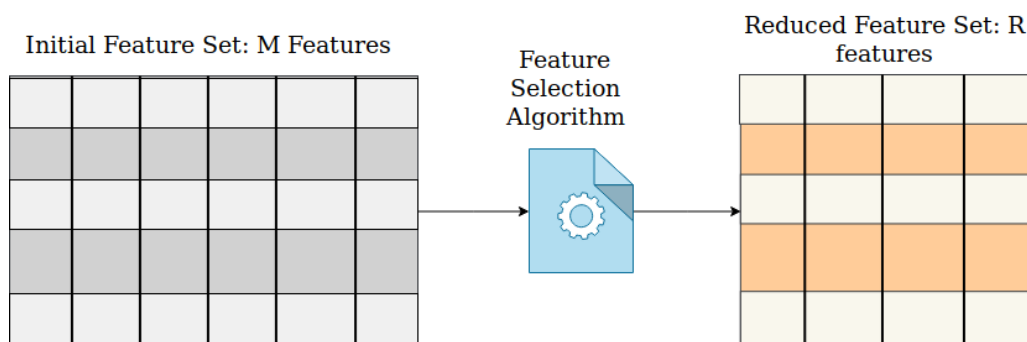 Initial Feature Set: M Features
Feature
Selection
Algorithm
Reduced Feature Set: R
features